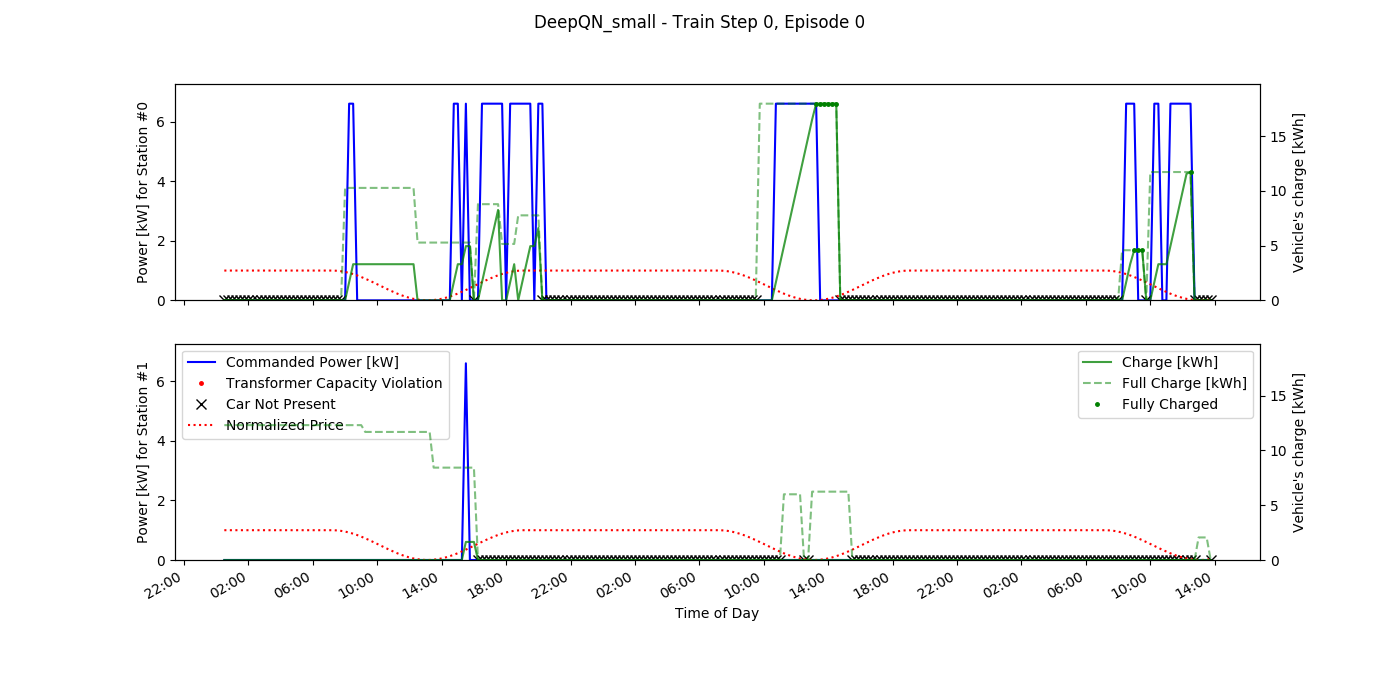 DeepQN_small - Train Step 0, Episode 0
Power [kW] for Station #0
0
2
4
6
0
5
10
15
Vehicle's charge [kWh]
Power [kW] for Station #1
0
2
4
6
Commanded Power [kW]
Transformer Capacity Violation
Car Not Present
Normalized Price
Charge [kWh]
Full Charge [kWh]
Fully Charged
0
5
10
15
Vehicle's charge [kWh]
22:00 02:00 06:00 10:00 14:00 18:00 22:00 02:00 06:00 10:00 14:00 18:00 22:00 02:00 06:00 10:00 14:00
Time of Day